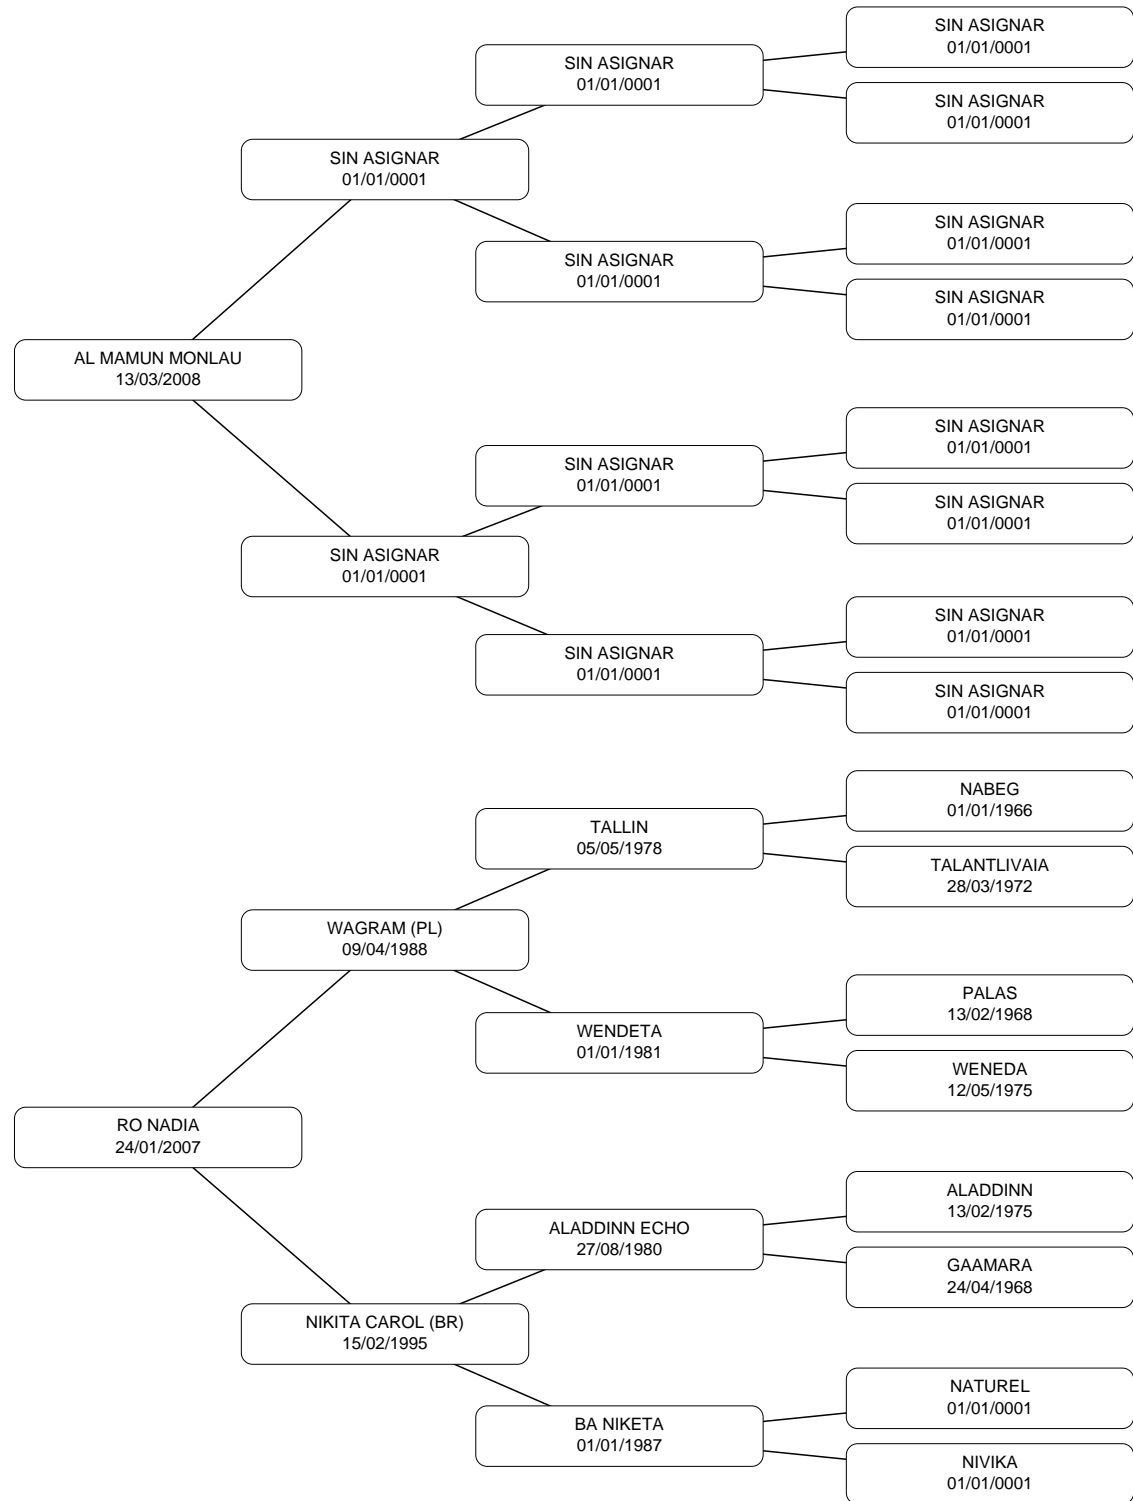 SIN ASIGNAR
01/01/0001
SIN ASIGNAR
01/01/0001
SIN ASIGNAR
01/01/0001
SIN ASIGNAR
01/01/0001
SIN ASIGNAR
01/01/0001
SIN ASIGNAR
01/01/0001
SIN ASIGNAR
01/01/0001
AL MAMUN MONLAU
13/03/2008
SIN ASIGNAR
01/01/0001
SIN ASIGNAR
01/01/0001
SIN ASIGNAR
01/01/0001
SIN ASIGNAR
01/01/0001
SIN ASIGNAR
01/01/0001
SIN ASIGNAR
01/01/0001
SIN ASIGNAR
01/01/0001
NABEG
01/01/1966
TALLIN
05/05/1978
TALANTLIVAIA
28/03/1972
WAGRAM (PL)
09/04/1988
PALAS
13/02/1968
WENDETA
01/01/1981
WENEDA
12/05/1975
RO NADIA
24/01/2007
ALADDINN
13/02/1975
ALADDINN ECHO
27/08/1980
GAAMARA
24/04/1968
NIKITA CAROL (BR)
15/02/1995
NATUREL
01/01/0001
BA NIKETA
01/01/1987
NIVIKA
01/01/0001